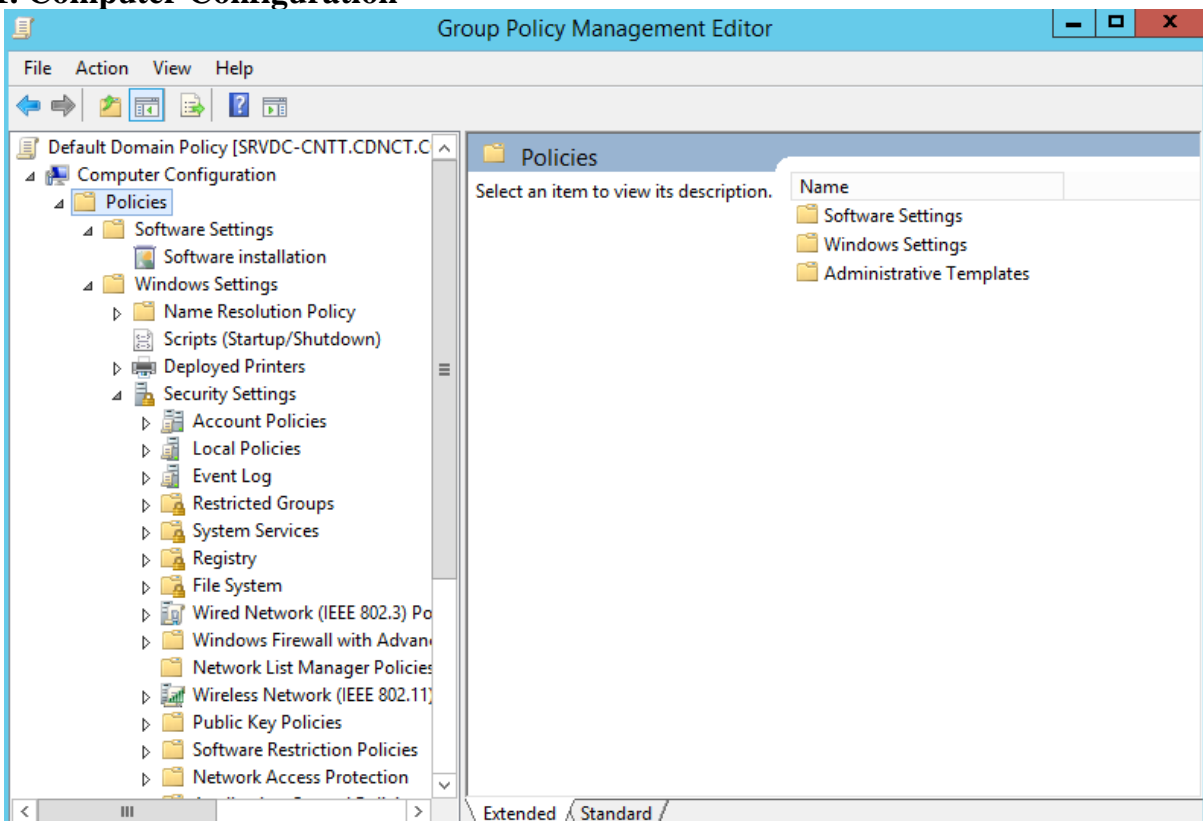 1. Computer Configuration
Group Policy Management Editor
File Action View Help
Default Domain Policy [SRVDC-CNTT.CDNCT.C
Computer Configuration
Policies
Software Settings
Software installation
Windows Settings
Name Resolution Policy
Scripts (Startup/Shutdown)
Deployed Printers
Security Settings
Account Policies
Local Policies
Event Log
Restricted Groups
System Services
Registry
File System
Wired Network (IEEE 802.3) Po
Windows Firewall with Advan
Network List Manager Policies
Wireless Network (IEEE 802.11)
Public Key Policies
Software Restriction Policies
Network Access Protection
Policies
Select an item to view its description.
Name
Software Settings
Windows Settings
Administrative Templates
Extended Standard